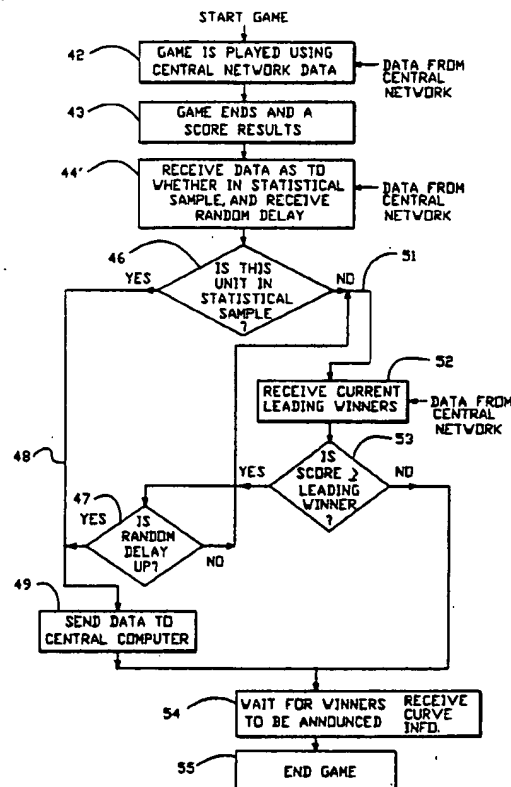 START GAME
42
GAME IS PLAYED USING
CENTRAL NETWORK DATA
DATA FROM
CENTRAL
NETWORK
43
GAME ENDS AND A
SCORE RESULTS
44'
RECEIVE DATA AS TO
WHETHER IN STATISTICAL
SAMPLE, AND RECEIVE
RANDOM DELAY
DATA FROM
CENTRAL
NETWORK
46
IS THIS
UNIT IN
STATISTICAL
SAMPLE
?
YES
NO
51
52
RECEIVE CURRENT
LEADING WINNERS
DATA FROM
CENTRAL
NETWORK
53
IS
SCORE ≥
LEADING
WINNER
?
YES
NO
48
47
IS
RANDOM
DELAY
UP?
YES
NO
49
SEND DATA TO
CENTRAL COMPUTER
54
WAIT FOR WINNERS
TO BE ANNOUNCED
RECEIVE
CURVE
INFO.
55
END GAME